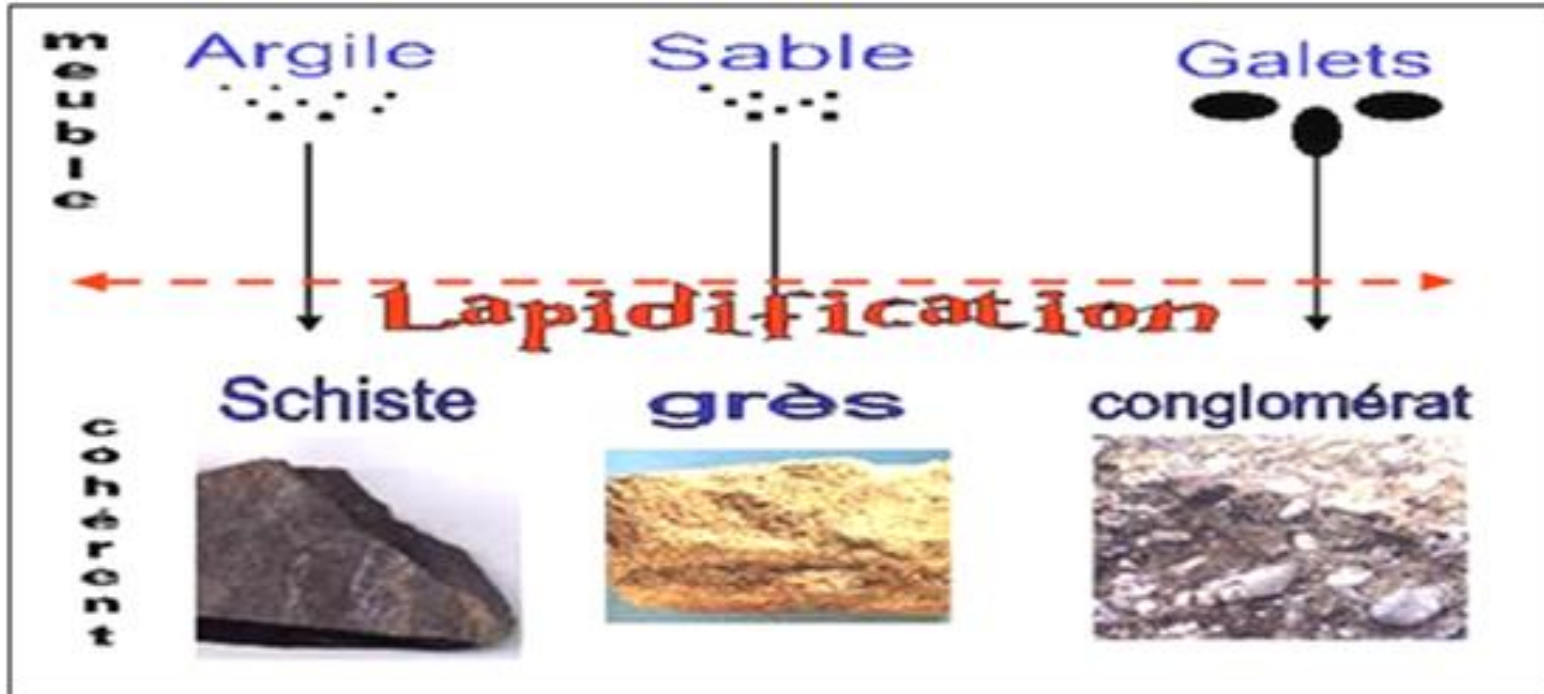 meuble
Argile Sable Galets
Lapidification
Schiste grès conglomérat
cohérent